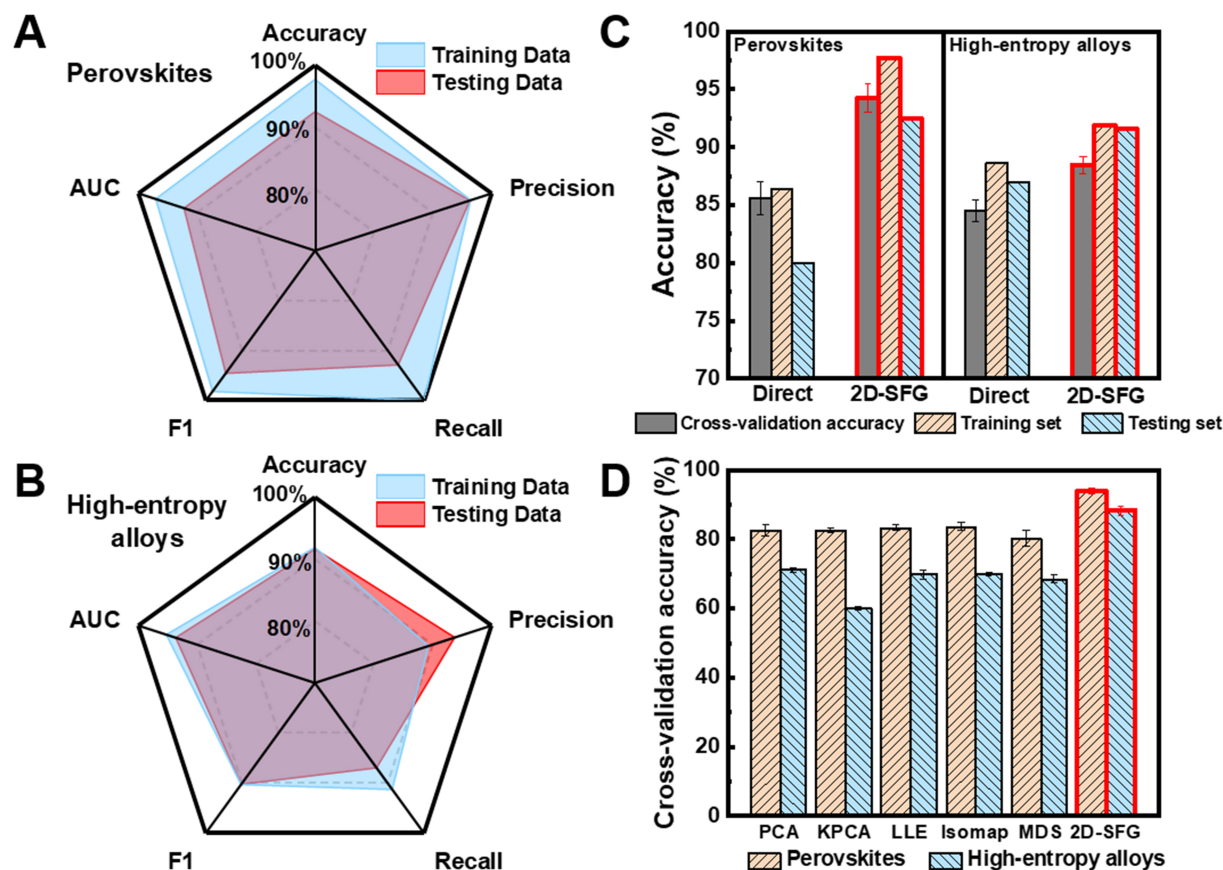 A
Accuracy
100%
Training Data
Testing Data
Perovskites
90%
80%
AUC
Precision
F1
Recall
B
Accuracy
100%
Training Data
Testing Data
High-entropy
alloys
90%
80%
AUC
Precision
F1
Recall
C
Accuracy (%)
100
95
90
85
80
75
70
Perovskites
High-entropy alloys
Direct 2D-SFG Direct 2D-SFG
Cross-validation accuracy Training set Testing set
D
Cross-validation accuracy (%)
100
80
60
40
20
0
PCA KPCA LLE Isomap MDS 2D-SFG
Perovskites High-entropy alloys